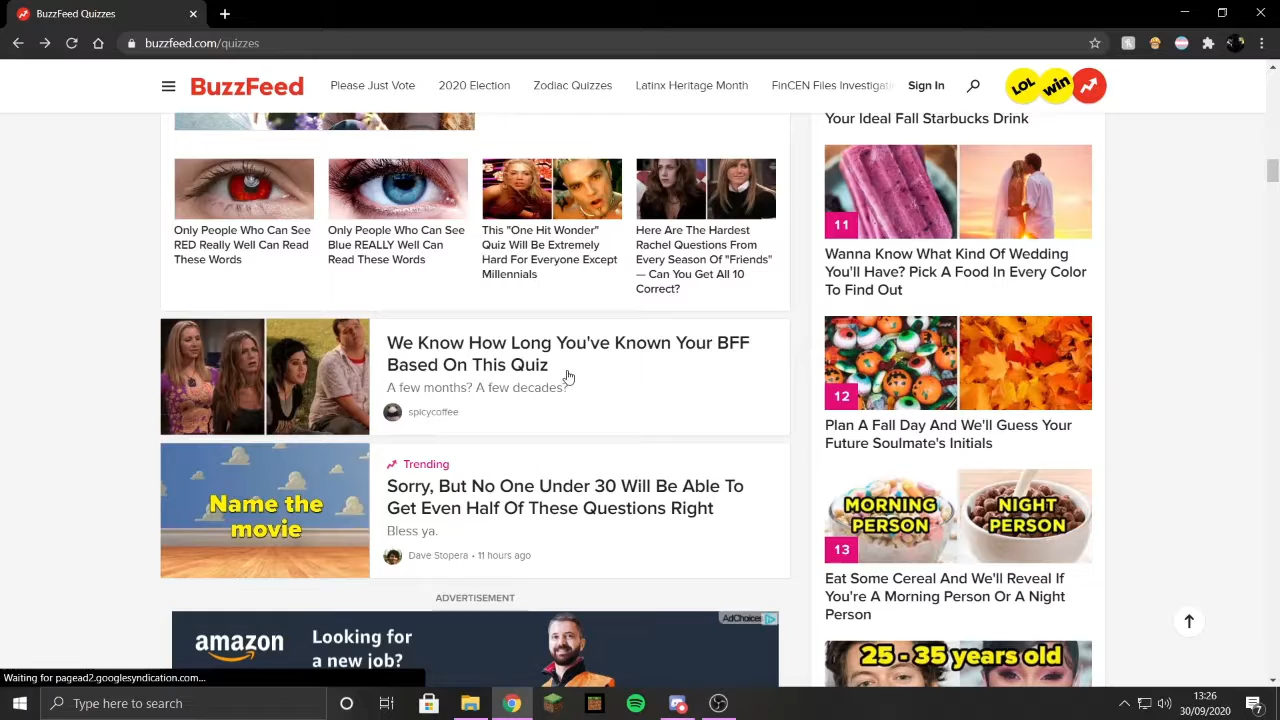 BuzzFeed Quizzes
buzzfeed.com/quizzes
BuzzFeed
Please Just Vote
2020 Election
Zodiac Quizzes
Latinx Heritage Month
FinCEN Files Investigati
Sign In
LOL
win
Only People Who Can See
RED Really Well Can Read
These Words
Only People Who Can See
Blue REALLY Well Can
Read These Words
This "One Hit Wonder"
Quiz Will Be Extremely
Hard For Everyone Except
Millennials
Here Are The Hardest
Rachel Questions From
Every Season Of "Friends"
— Can You Get All 10
Correct?
We Know How Long You've Known Your BFF
Based On This Quiz
A few months? A few decades?
spicycoffee
Name the
movie
Trending
Sorry, But No One Under 30 Will Be Able To
Get Even Half Of These Questions Right
Bless ya.
Dave Stopera • 11 hours ago
ADVERTISEMENT
amazon
Looking for
a new job?
AdChoices
Your Ideal Fall Starbucks Drink
11
Wanna Know What Kind Of Wedding
You'll Have? Pick A Food In Every Color
To Find Out
12
Plan A Fall Day And We'll Guess Your
Future Soulmate's Initials
MORNING
PERSON
NIGHT
PERSON
13
Eat Some Cereal And We'll Reveal If
You're A Morning Person Or A Night
Person
25 - 35 years old
Waiting for pagead2.googlesyndication.com...
Type here to search
13:26
30/09/2020
7